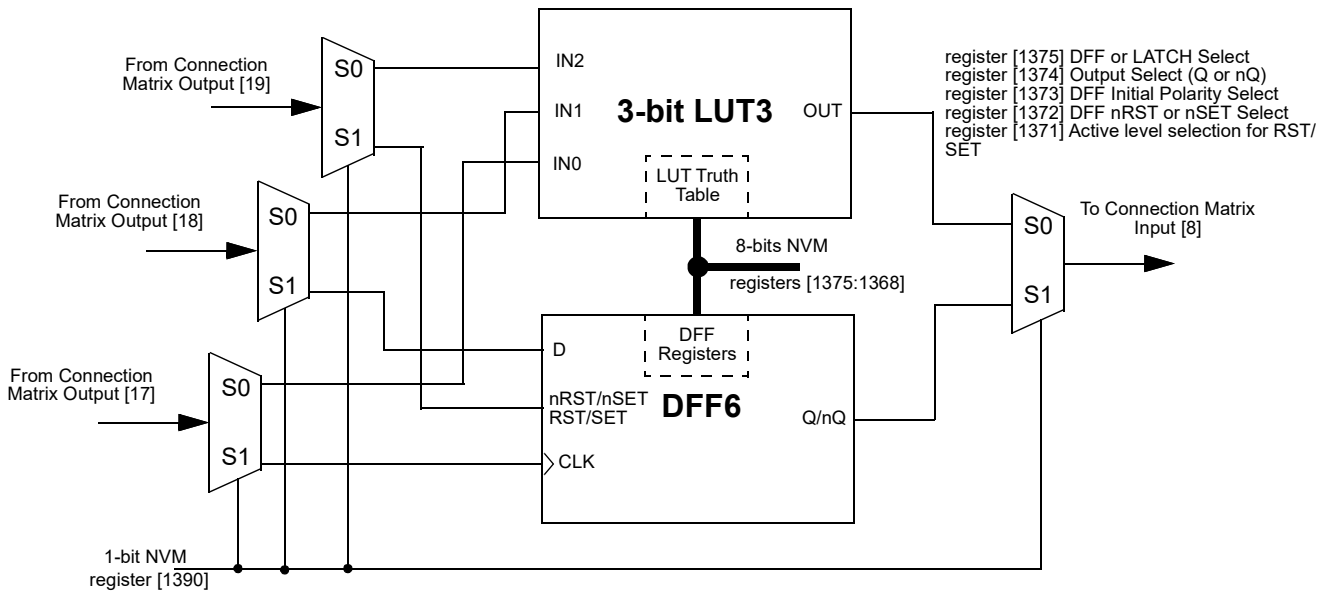 From Connection
Matrix Output [19]
S0
S1
From Connection
Matrix Output [18]
S0
S1
From Connection
Matrix Output [17]
S0
S1
1-bit NVM
register [1390]
IN2
IN1
IN0
3-bit LUT3
OUT
LUT Truth
Table
8-bits NVM
registers [1375:1368]
DFF
Registers
D
nRST/nSET
RST/SET
DFF6
Q/nQ
CLK
register [1375] DFF or LATCH Select
register [1374] Output Select (Q or nQ)
register [1373] DFF Initial Polarity Select
register [1372] DFF nRST or nSET Select
register [1371] Active level selection for RST/
SET
S0
S1
To Connection Matrix
Input [8]